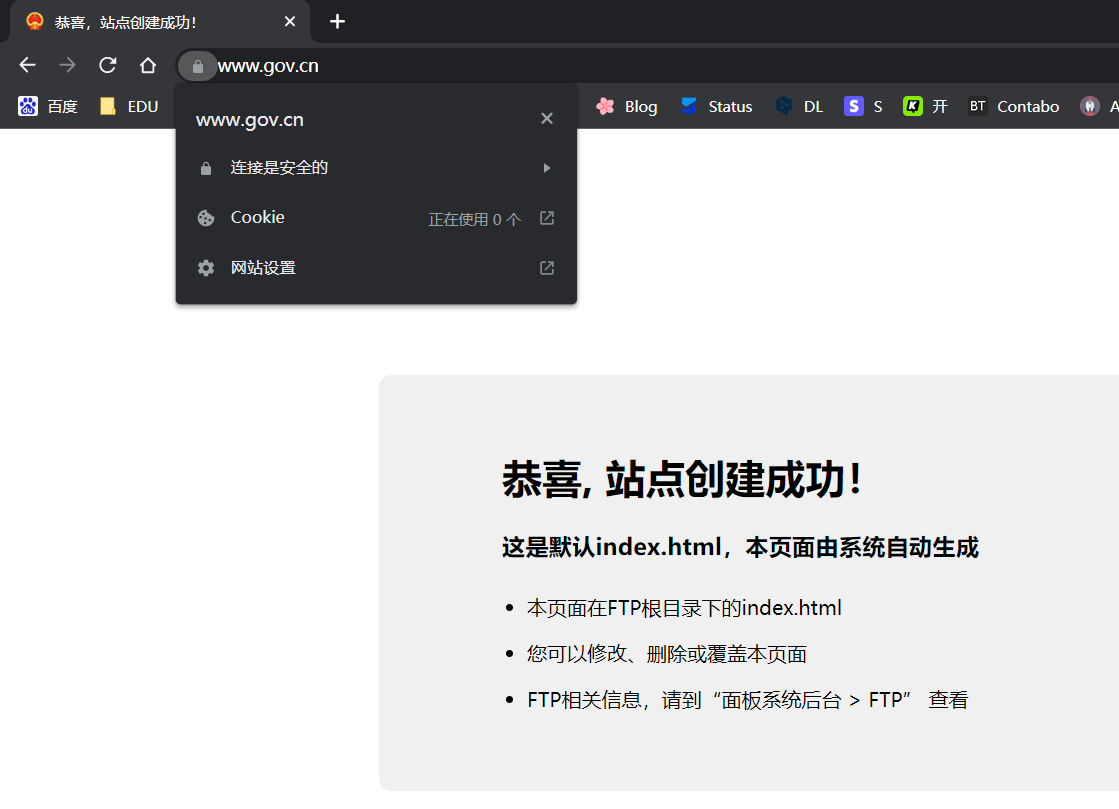 恭喜，站点创建成功！
www.gov.cn
百度 EDU Blog Status DL S 开 BT Contabo A
www.gov.cn
连接是安全的
Cookie 正在使用 0 个
网站设置
恭喜, 站点创建成功！
这是默认index.html，本页面由系统自动生成
本页面在FTP根目录下的index.html
您可以修改、删除或覆盖本页面
FTP相关信息，请到“面板系统后台 > FTP” 查看